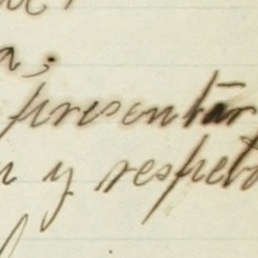 a,
presentar
n y respeto